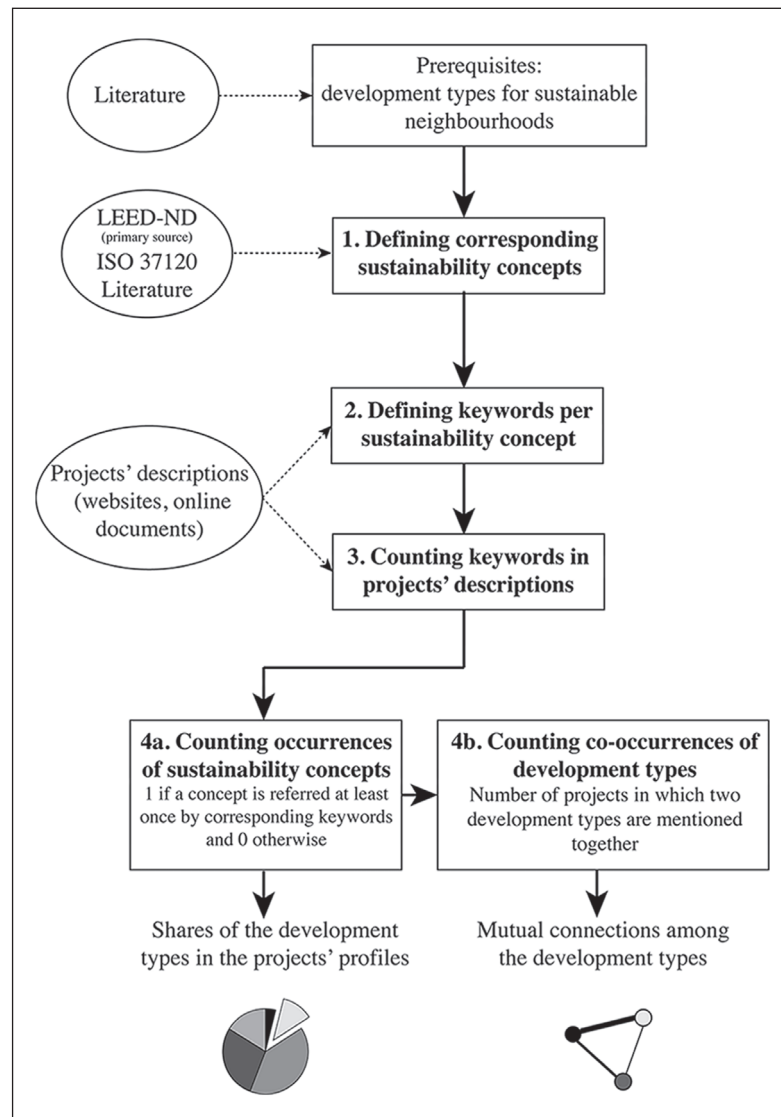 Literature
Prerequisites:
development types for sustainable
neighbourhoods
LEED-ND
(primary source)
ISO 37120
Literature
1. Defining corresponding
sustainability concepts
2. Defining keywords per
sustainability concept
Projects’ descriptions
(websites, online
documents)
3. Counting keywords in
projects’ descriptions
4a. Counting occurrences
of sustainability concepts
1 if a concept is referred at least
once by corresponding keywords
and 0 otherwise
4b. Counting co-occurrences of
development types
Number of projects in which two
development types are mentioned
together
Shares of the development
types in the projects’ profiles
Mutual connections among
the development types